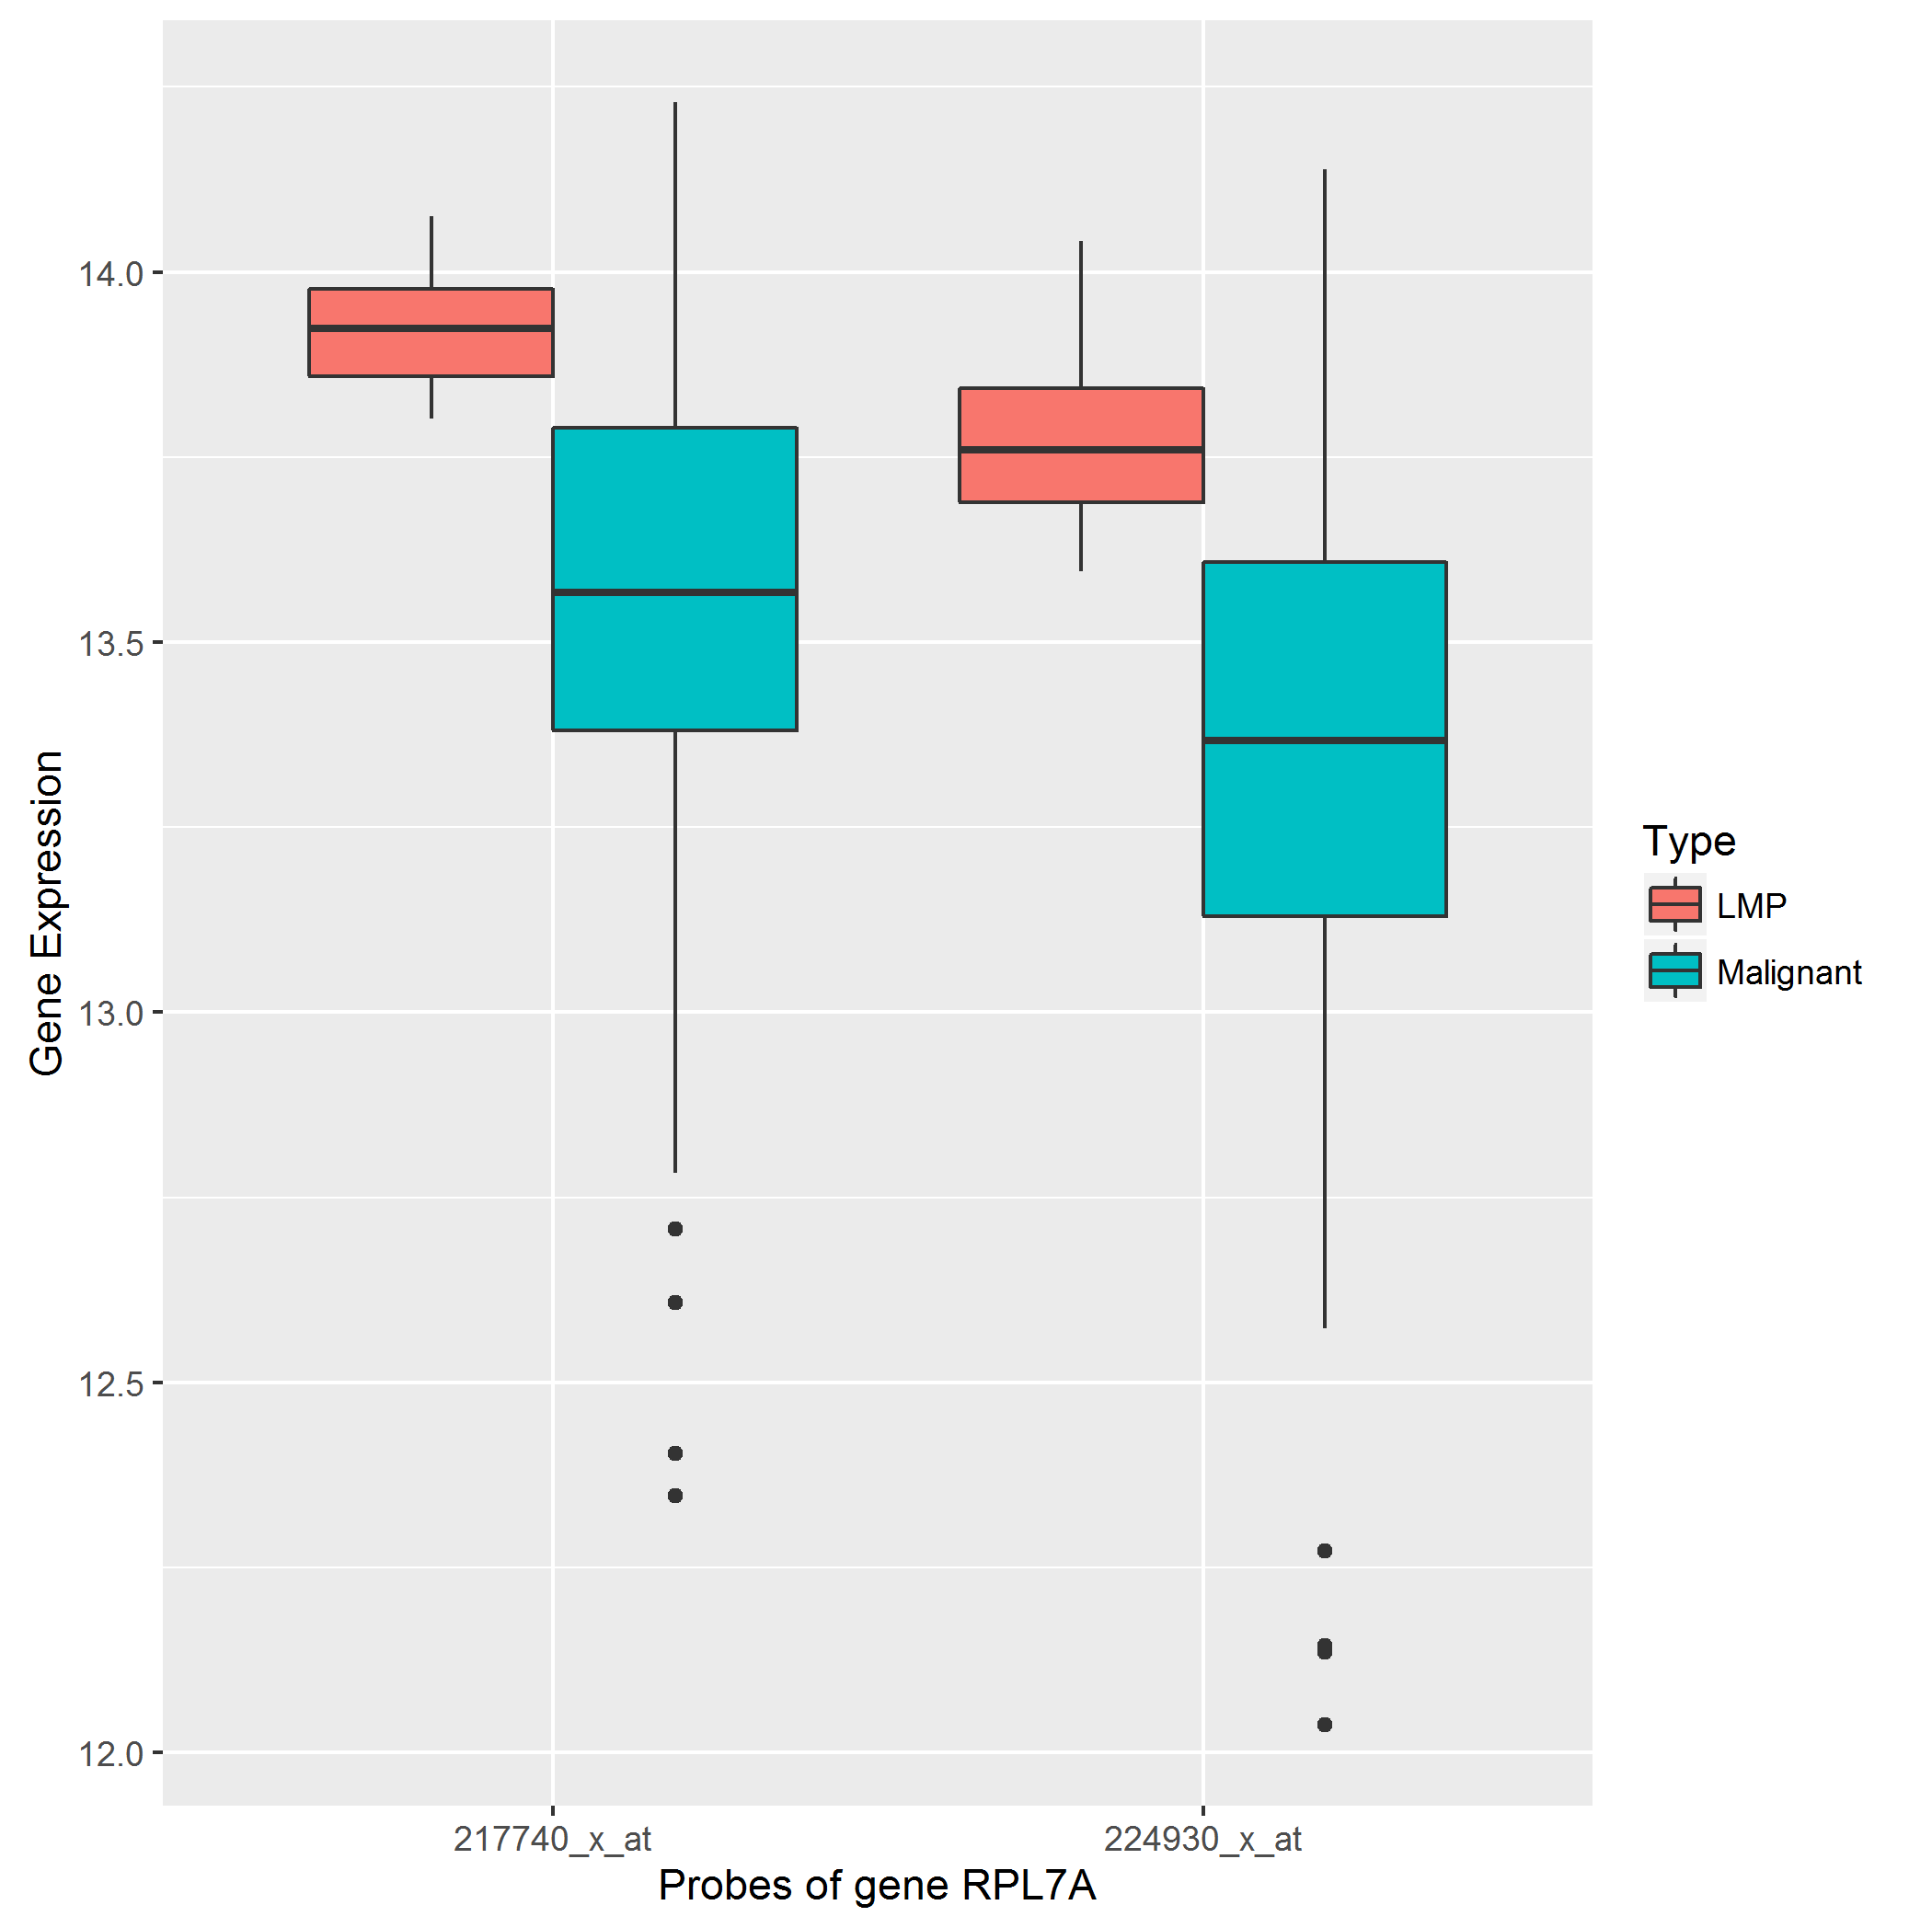 Gene Expression
14.0
13.5
13.0
12.5
12.0
217740_x_at
224930_x_at
Probes of gene RPL7A
Type
LMP
Malignant